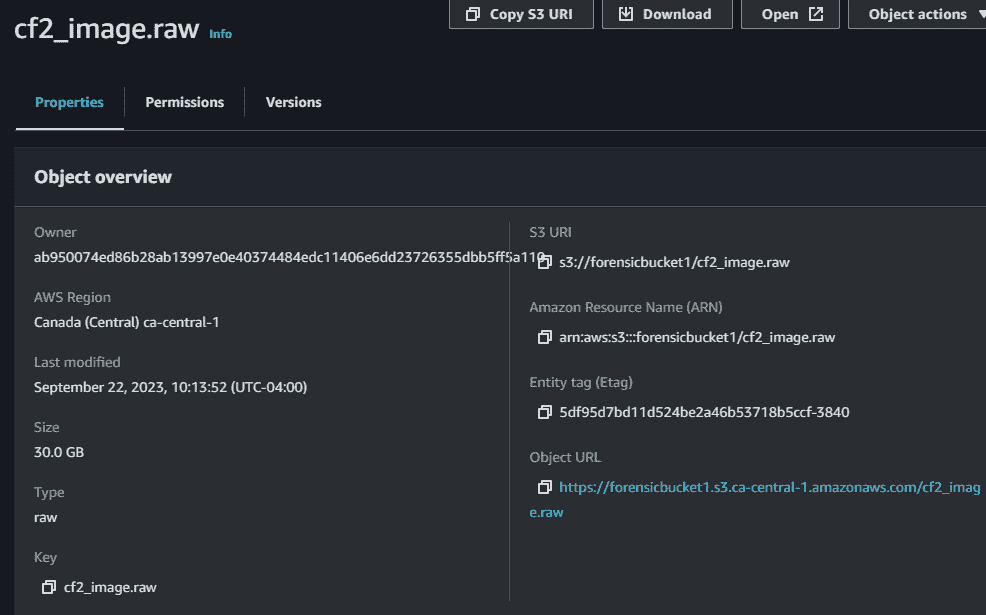 cf2_image.raw Info
Copy S3 URI Download Open Object actions
Properties Permissions Versions
Object overview
Owner
ab950074ed86b28ab13997e0e40374484edc11406e6dd23726355dbb5ff5a110
AWS Region
Canada (Central) ca-central-1
Last modified
September 22, 2023, 10:13:52 (UTC-04:00)
Size
30.0 GB
Type
raw
Key
cf2_image.raw
S3 URI
s3://forensicbucket1/cf2_image.raw
Amazon Resource Name (ARN)
arn:aws:s3:::forensicbucket1/cf2_image.raw
Entity tag (Etag)
5df95d7bd11d524be2a46b53718b5ccf-3840
Object URL
https://forensicbucket1.s3.ca-central-1.amazonaws.com/cf2_imag
e.raw